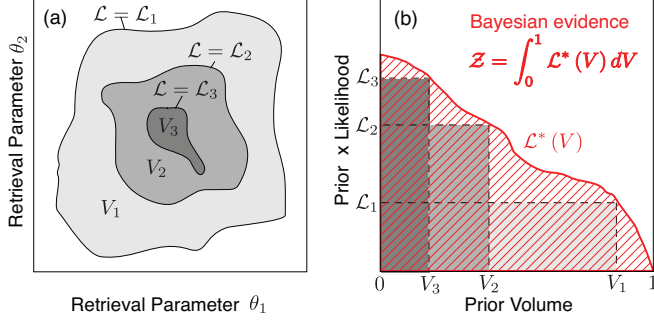 (a)
ℒ = ℒ₁
ℒ = ℒ₂
ℒ = ℒ₃
V₃
V₂
V₁
Retrieval Parameter θ₂
Retrieval Parameter θ₁
(b)
Bayesian evidence
𝒵 = ∫₀¹ ℒ* (V) dV
ℒ* (V)
Prior x Likelihood
ℒ₃
ℒ₂
ℒ₁
0 V₃ V₂ V₁ 1
Prior Volume